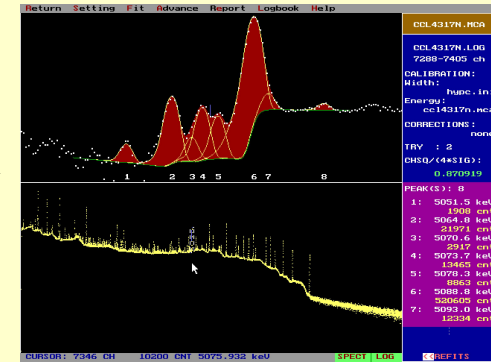 Return Setting Fit Advance Report Logbook Help
CCL4317N.MCA
CCL4317N.LOG
7288-7405 ch
CALIBRATION:
Width:
hypc.in
Energy:
ccl4317n.mca
CORRECTIONS:
none
TRY : 2
CHSQ/(4*SIG):
0.870919
1 2 3 4 5 6 7 8
PEAK(S): 8
1: 5051.5 keV
1908 cnt
2: 5064.8 keV
21971 cnt
3: 5070.6 keV
2917 cnt
4: 5073.7 keV
13465 cnt
5: 5078.3 keV
8863 cnt
6: 5088.8 keV
520605 cnt
7: 5093.0 keV
12334 cnt
CURSOR: 7346 CH 10200 CNT 5075.932 keV SPECT LOG <<REFITS